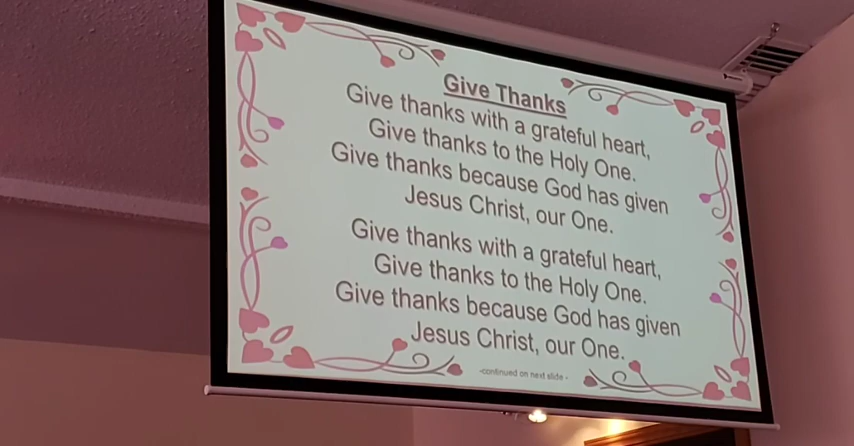 Give Thanks
Give thanks with a grateful heart,
Give thanks to the Holy One.
Give thanks because God has given
Jesus Christ, our One.
Give thanks with a grateful heart,
Give thanks to the Holy One.
Give thanks because God has given
Jesus Christ, our One.
-continued on next slide -